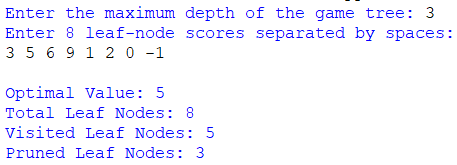 Enter the maximum depth of the game tree: 3
Enter 8 leaf-node scores separated by spaces:
3 5 6 9 1 2 0 -1
Optimal Value: 5
Total Leaf Nodes: 8
Visited Leaf Nodes: 5
Pruned Leaf Nodes: 3